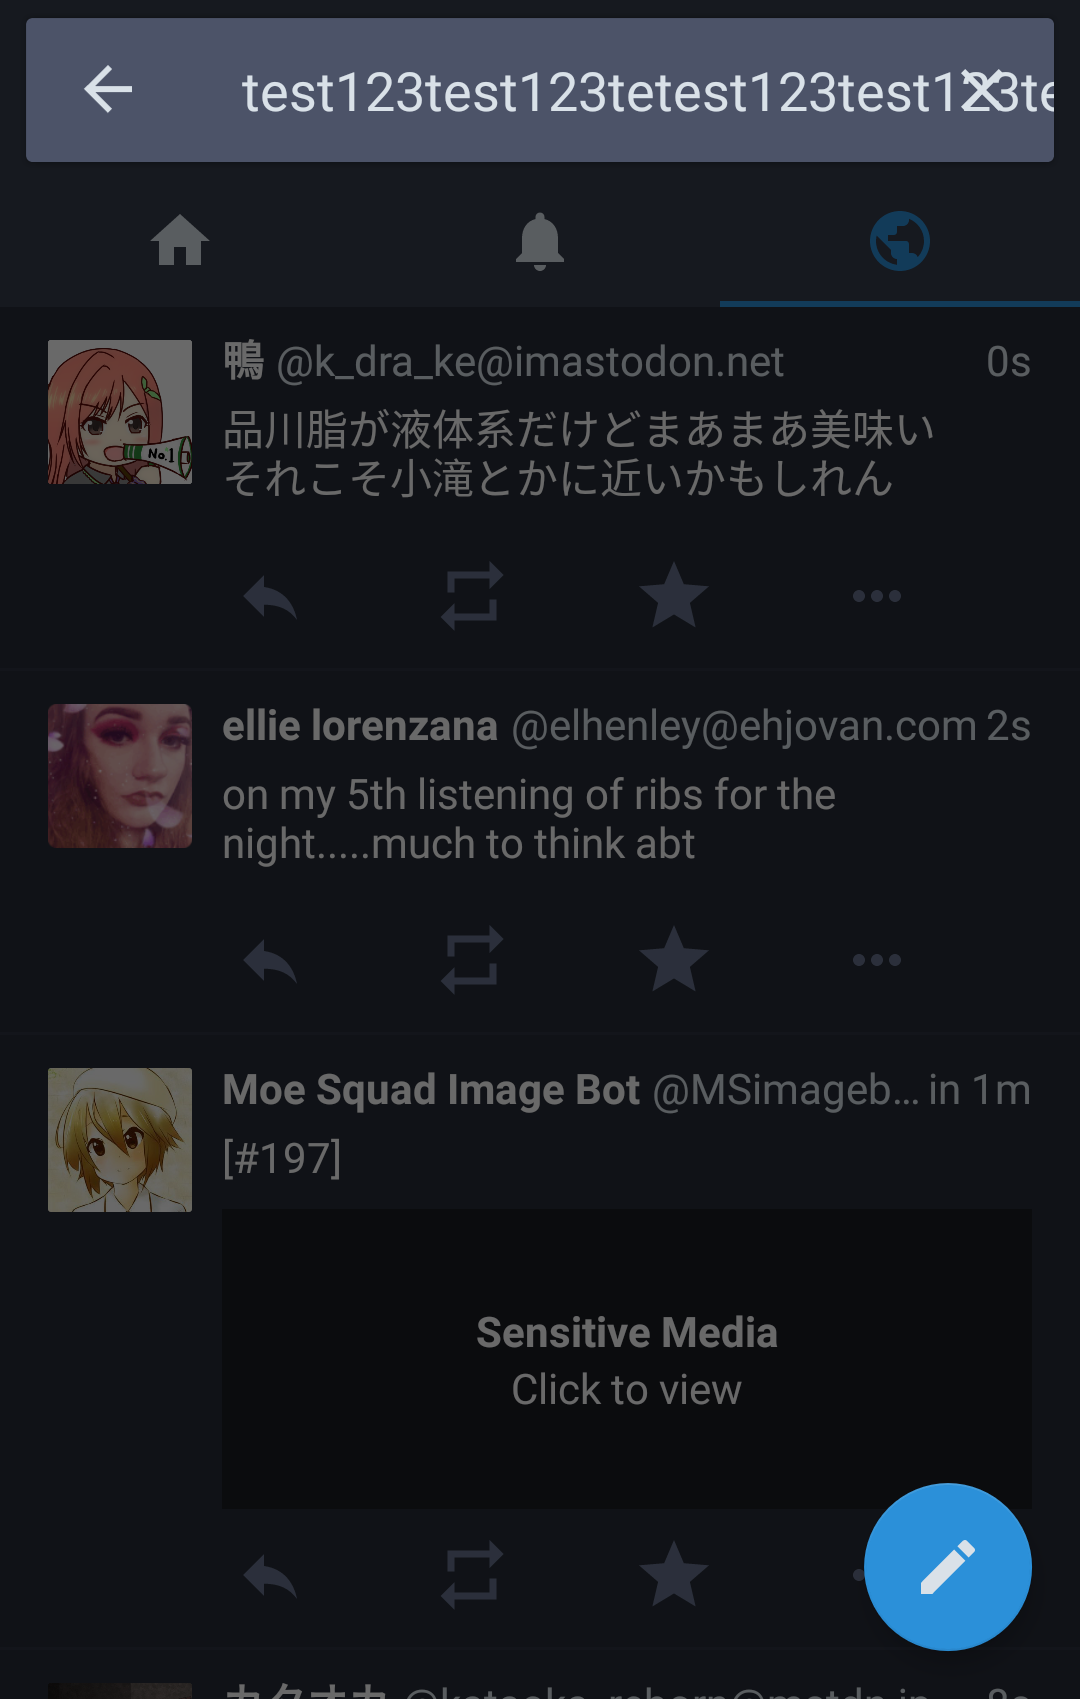 test123test123tetest123test123te
鴨 @k_dra_ke@imastodon.net 0s
品川脂が液体系だけどまあまあ美味い
それこそ小滝とかに近いかもしれん
No.1
ellie lorenzana @elhenley@ehjovan.com 2s
on my 5th listening of ribs for the
night.....much to think abt
Moe Squad Image Bot @MSimageb... in 1m
[#197]
Sensitive Media
Click to view